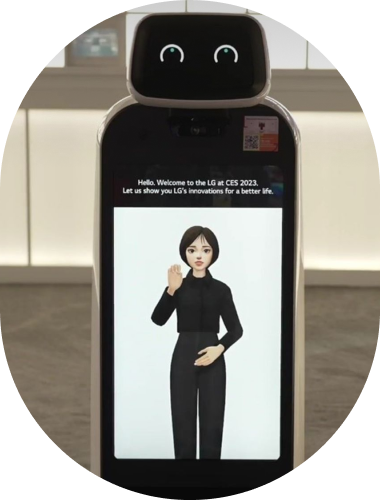 Hello. Welcome to the LG at CES 2023.
Let us show you LG's innovations for a better life.